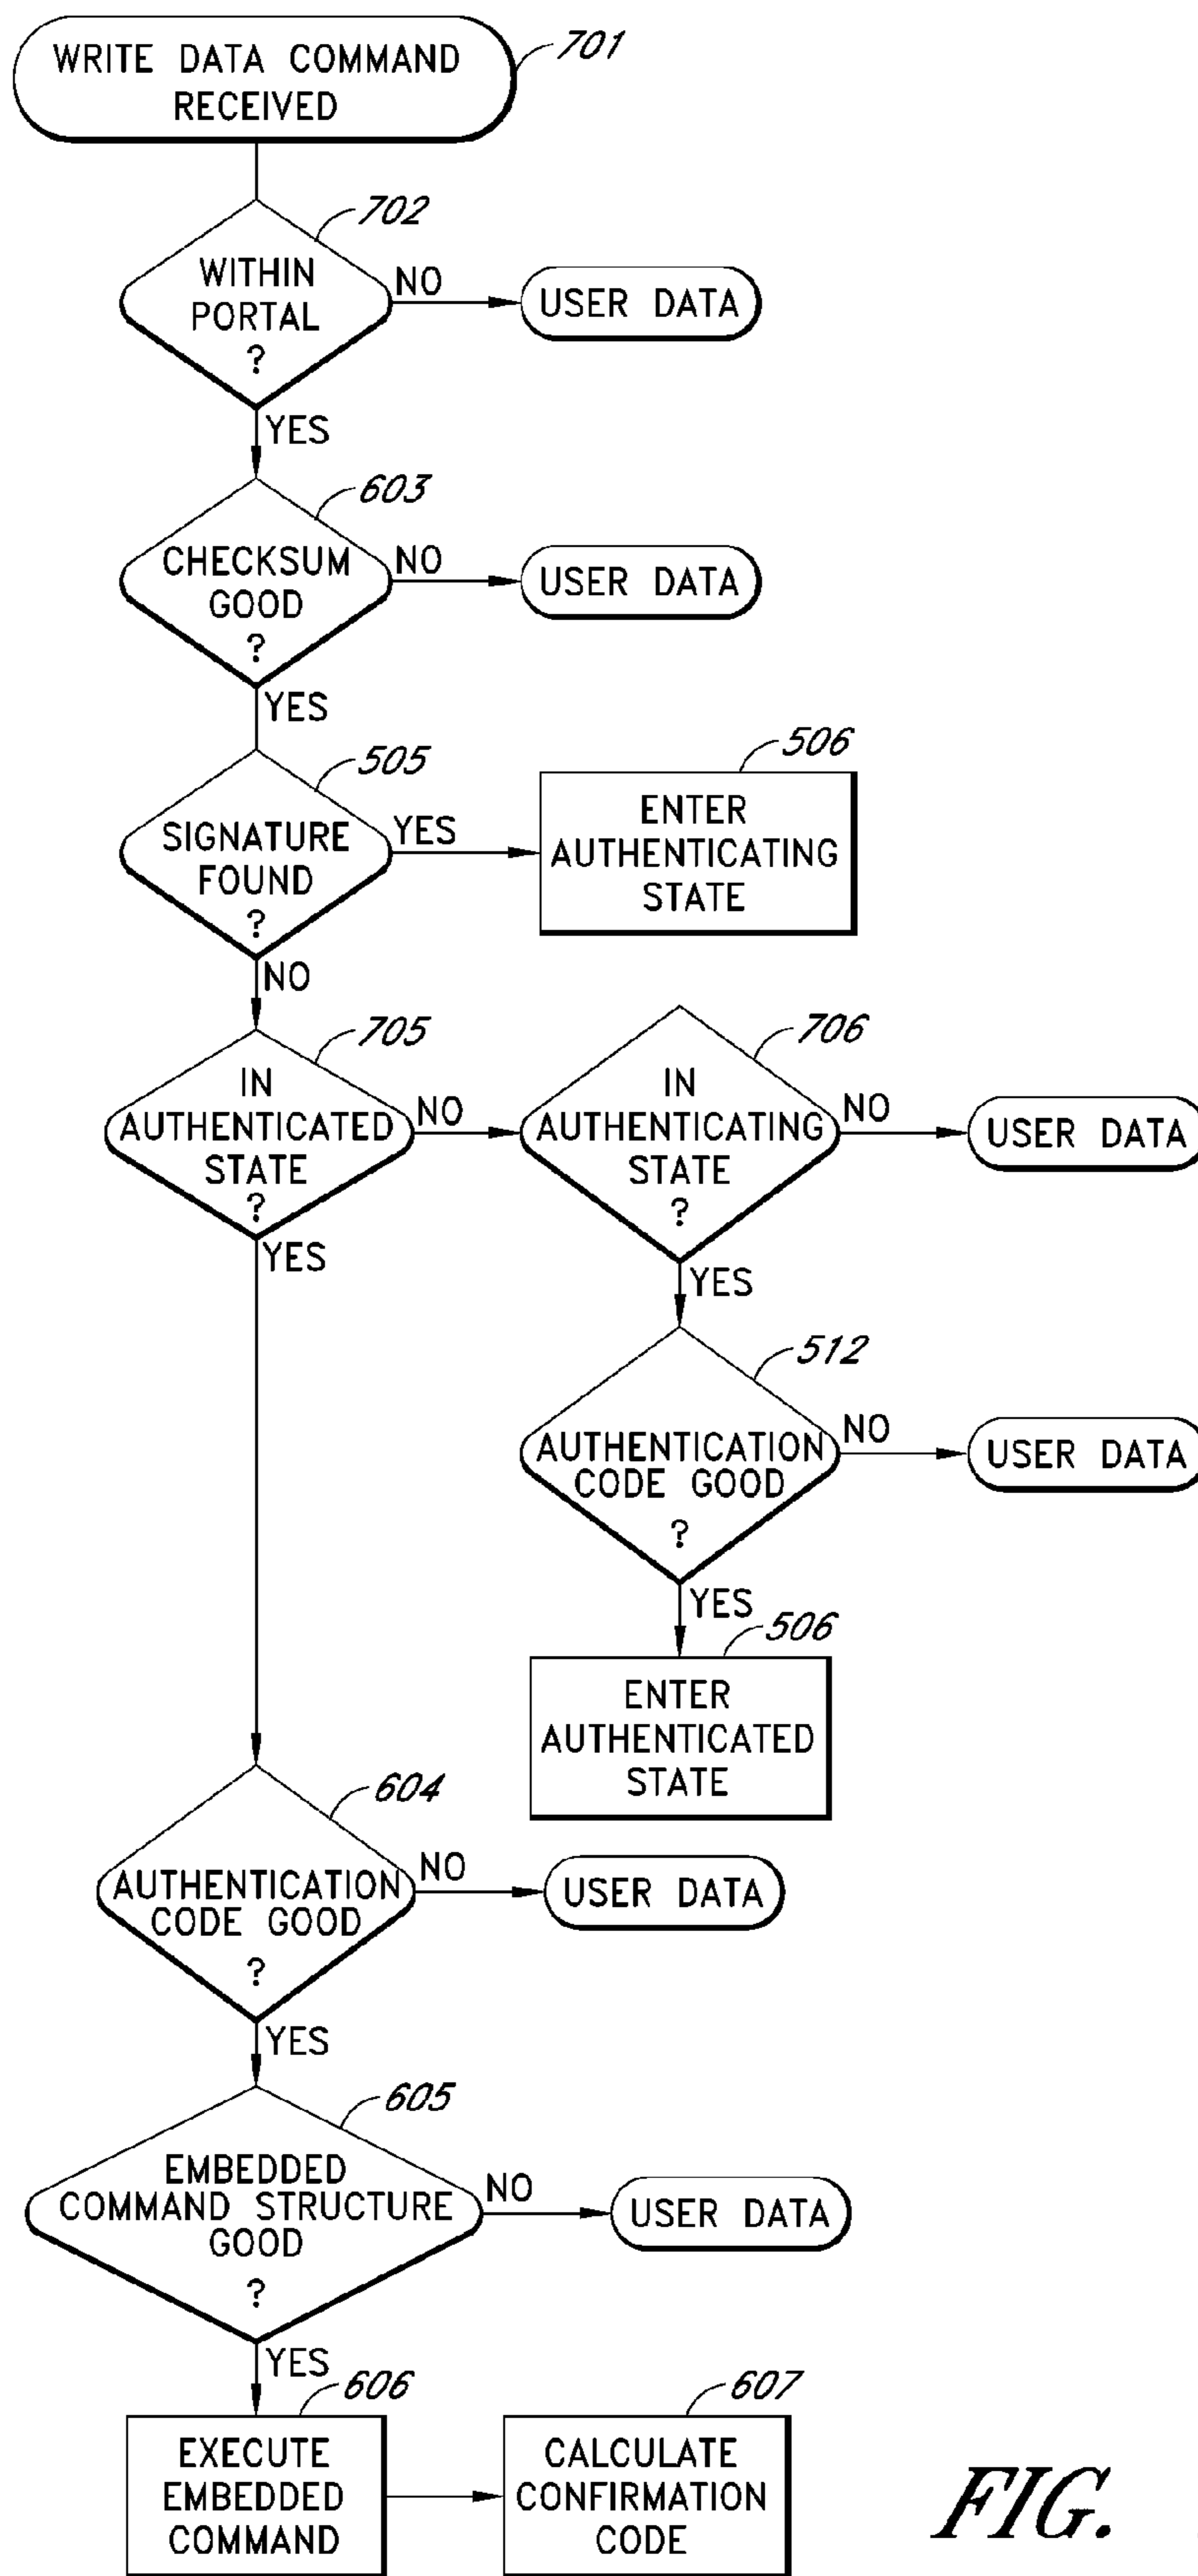 WRITE DATA COMMAND
RECEIVED
701
702
WITHIN
PORTAL
?
NO
USER DATA
YES
603
CHECKSUM
GOOD
?
NO
USER DATA
YES
505
SIGNATURE
FOUND
?
YES
506
ENTER
AUTHENTICATING
STATE
NO
705
IN
AUTHENTICATED
STATE
?
NO
706
IN
AUTHENTICATING
STATE
?
NO
USER DATA
YES
YES
512
AUTHENTICATION
CODE GOOD
?
NO
USER DATA
YES
506
ENTER
AUTHENTICATED
STATE
604
AUTHENTICATION
CODE GOOD
?
NO
USER DATA
YES
605
EMBEDDED
COMMAND STRUCTURE
GOOD
?
NO
USER DATA
YES
606
EXECUTE
EMBEDDED
COMMAND
607
CALCULATE
CONFIRMATION
CODE
FIG.